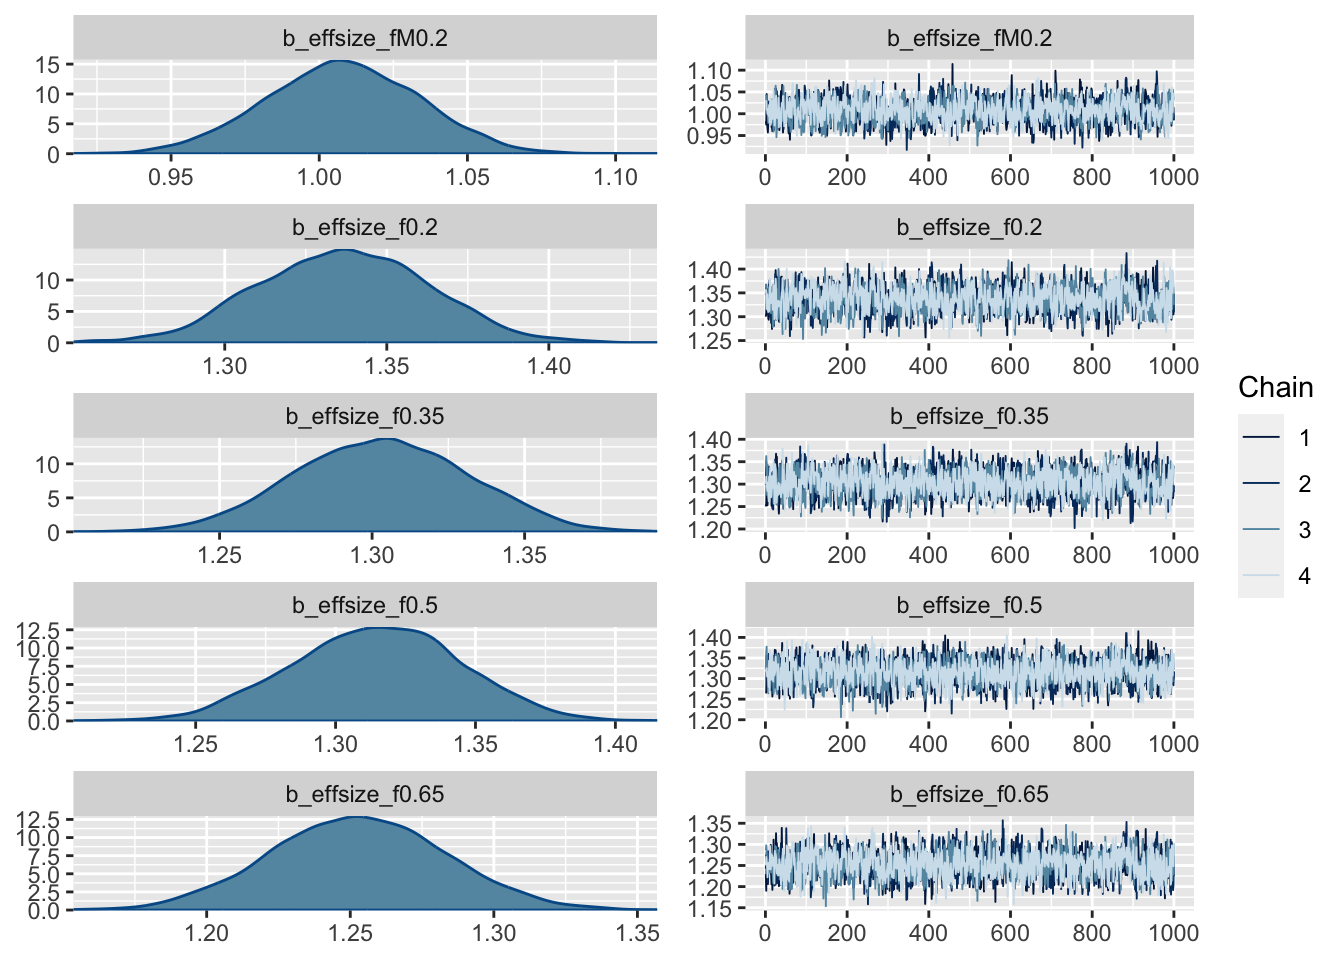 b_effsize_fM0.2
15
10
5
0
0.95 1.00 1.05 1.10
b_effsize_fM0.2
1.10
1.05
1.00
0.95
0 200 400 600 800 1000
b_effsize_f0.2
10
5
0
1.30 1.35 1.40
b_effsize_f0.2
1.40
1.35
1.30
1.25
0 200 400 600 800 1000
b_effsize_f0.35
10
5
0
1.25 1.30 1.35
b_effsize_f0.35
1.40
1.35
1.30
1.25
1.20
0 200 400 600 800 1000
b_effsize_f0.5
12.5
10.0
7.5
5.0
2.5
0.0
1.25 1.30 1.35 1.40
b_effsize_f0.5
1.40
1.35
1.30
1.25
1.20
0 200 400 600 800 1000
b_effsize_f0.65
12.5
10.0
7.5
5.0
2.5
0.0
1.20 1.25 1.30 1.35
b_effsize_f0.65
1.35
1.30
1.25
1.20
1.15
0 200 400 600 800 1000
Chain
1
2
3
4